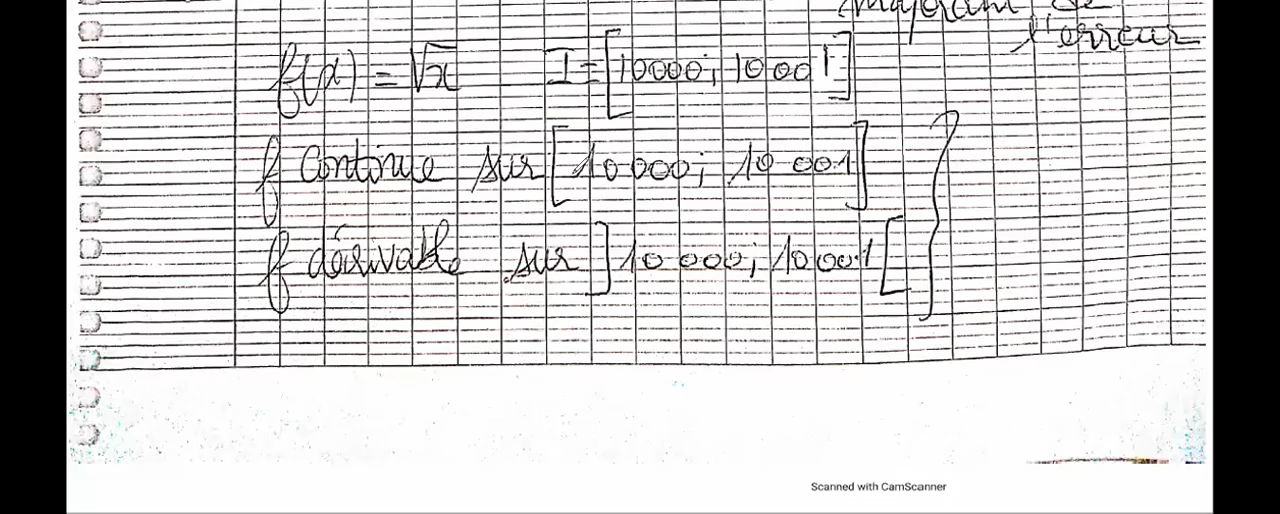 majorant de
l'erreur
f(x) = √x I = [10000; 10001]
f continue sur [10 000; 10 001]
f dérivable sur ]10 000; 10 001[ }
Scanned with CamScanner